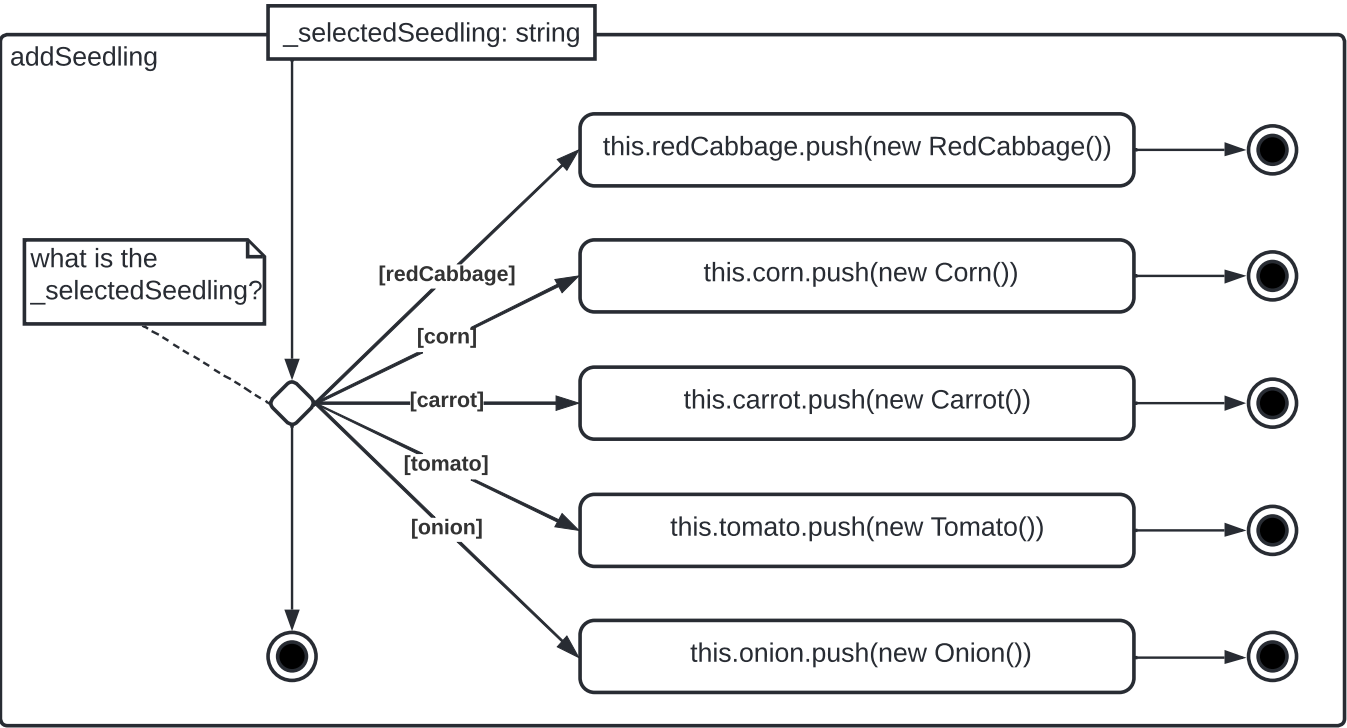 _selectedSeedling: string
addSeedling
this.redCabbage.push(new RedCabbage())
what is the
_selectedSeedling?
[redCabbage]
this.corn.push(new Corn())
[corn]
[carrot]
this.carrot.push(new Carrot())
[tomato]
this.tomato.push(new Tomato())
[onion]
this.onion.push(new Onion())